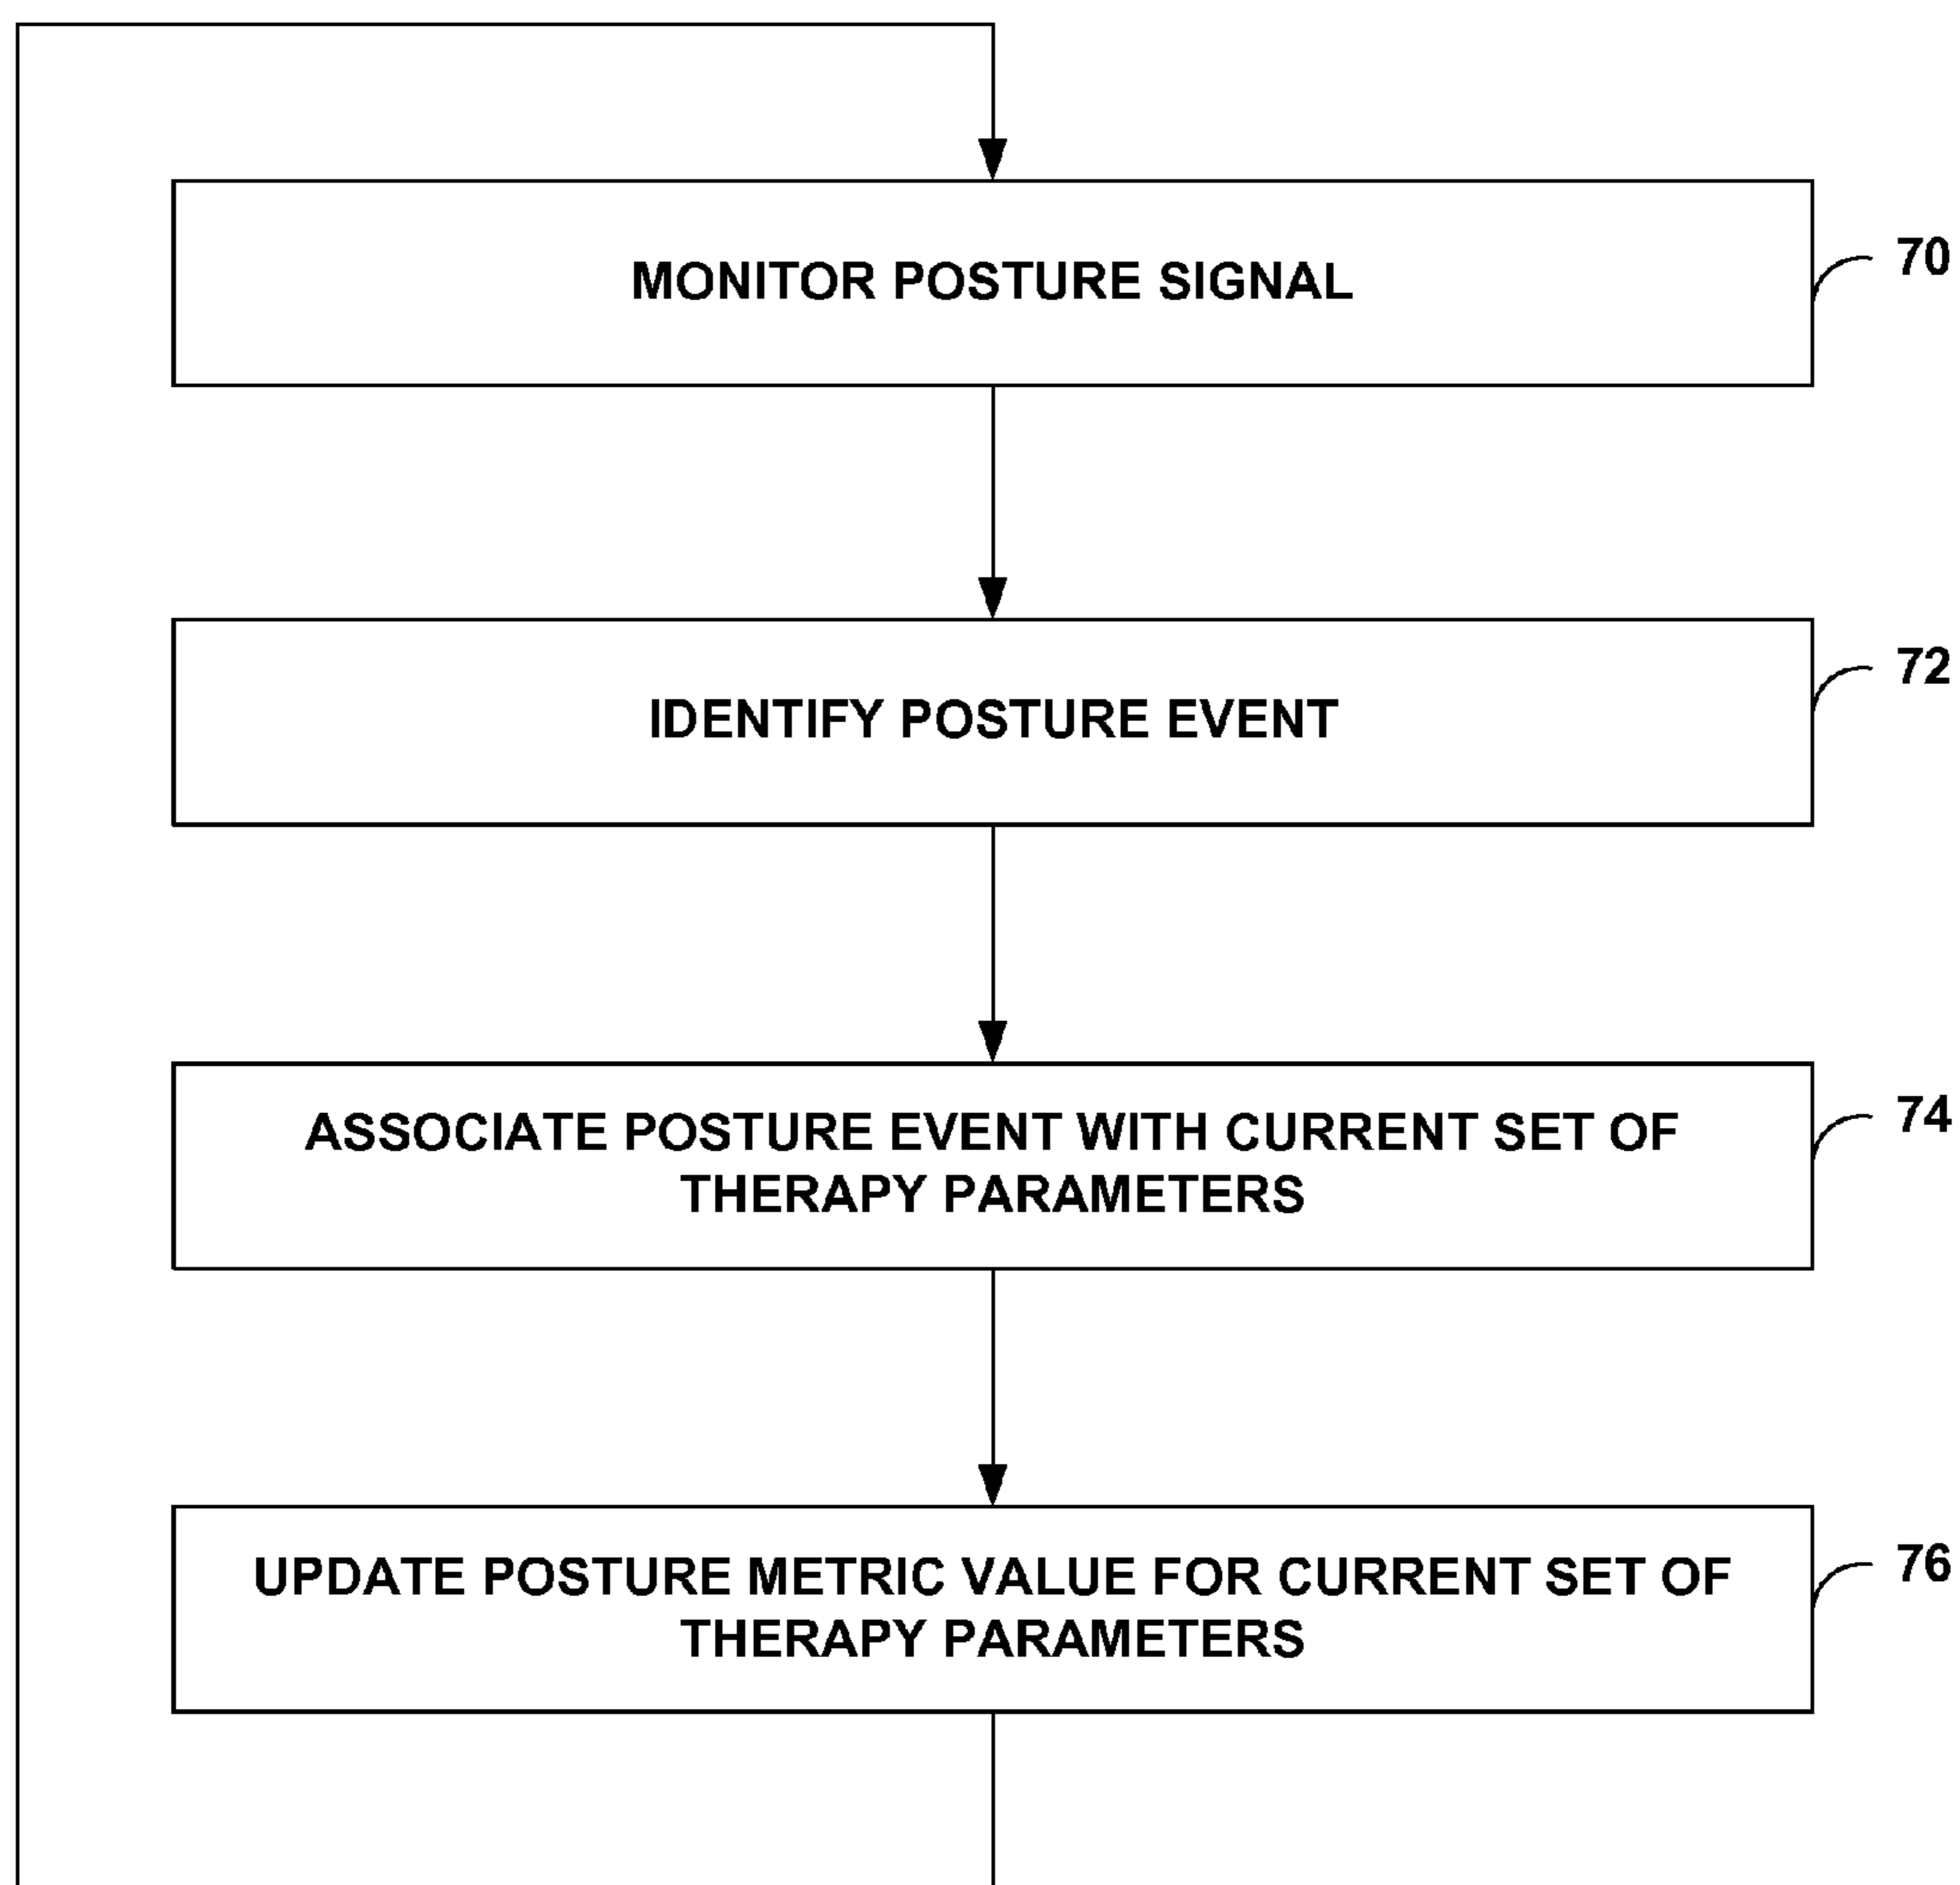 MONITOR POSTURE SIGNAL
70
IDENTIFY POSTURE EVENT
72
ASSOCIATE POSTURE EVENT WITH CURRENT SET OF
THERAPY PARAMETERS
74
UPDATE POSTURE METRIC VALUE FOR CURRENT SET OF
THERAPY PARAMETERS
76